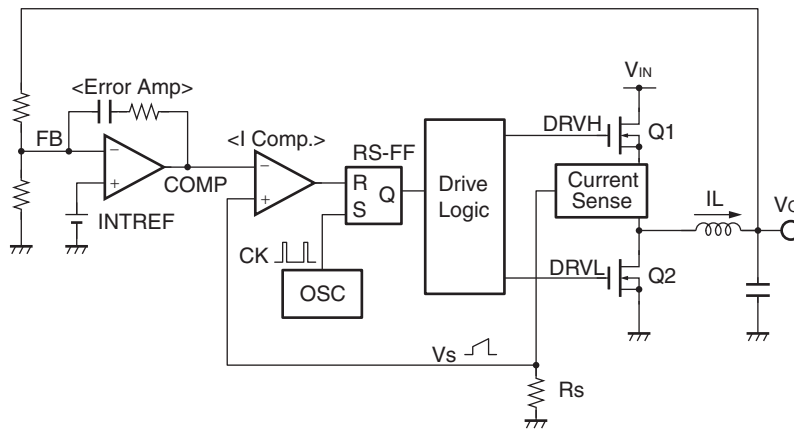 <Error Amp>
VIN
FB
<I Comp.>
DRVH
Q1
RS-FF
COMP
R
S
Q
Drive
Logic
Current
Sense
INTREF
IL
CK
OSC
DRVL
Q2
Vs
Rs